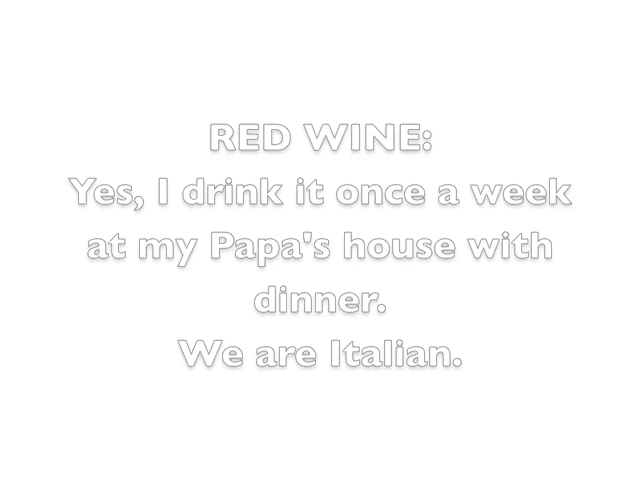 RED WINE:
Yes, I drink it once a week
at my Papa's house with
dinner.
We are Italian.